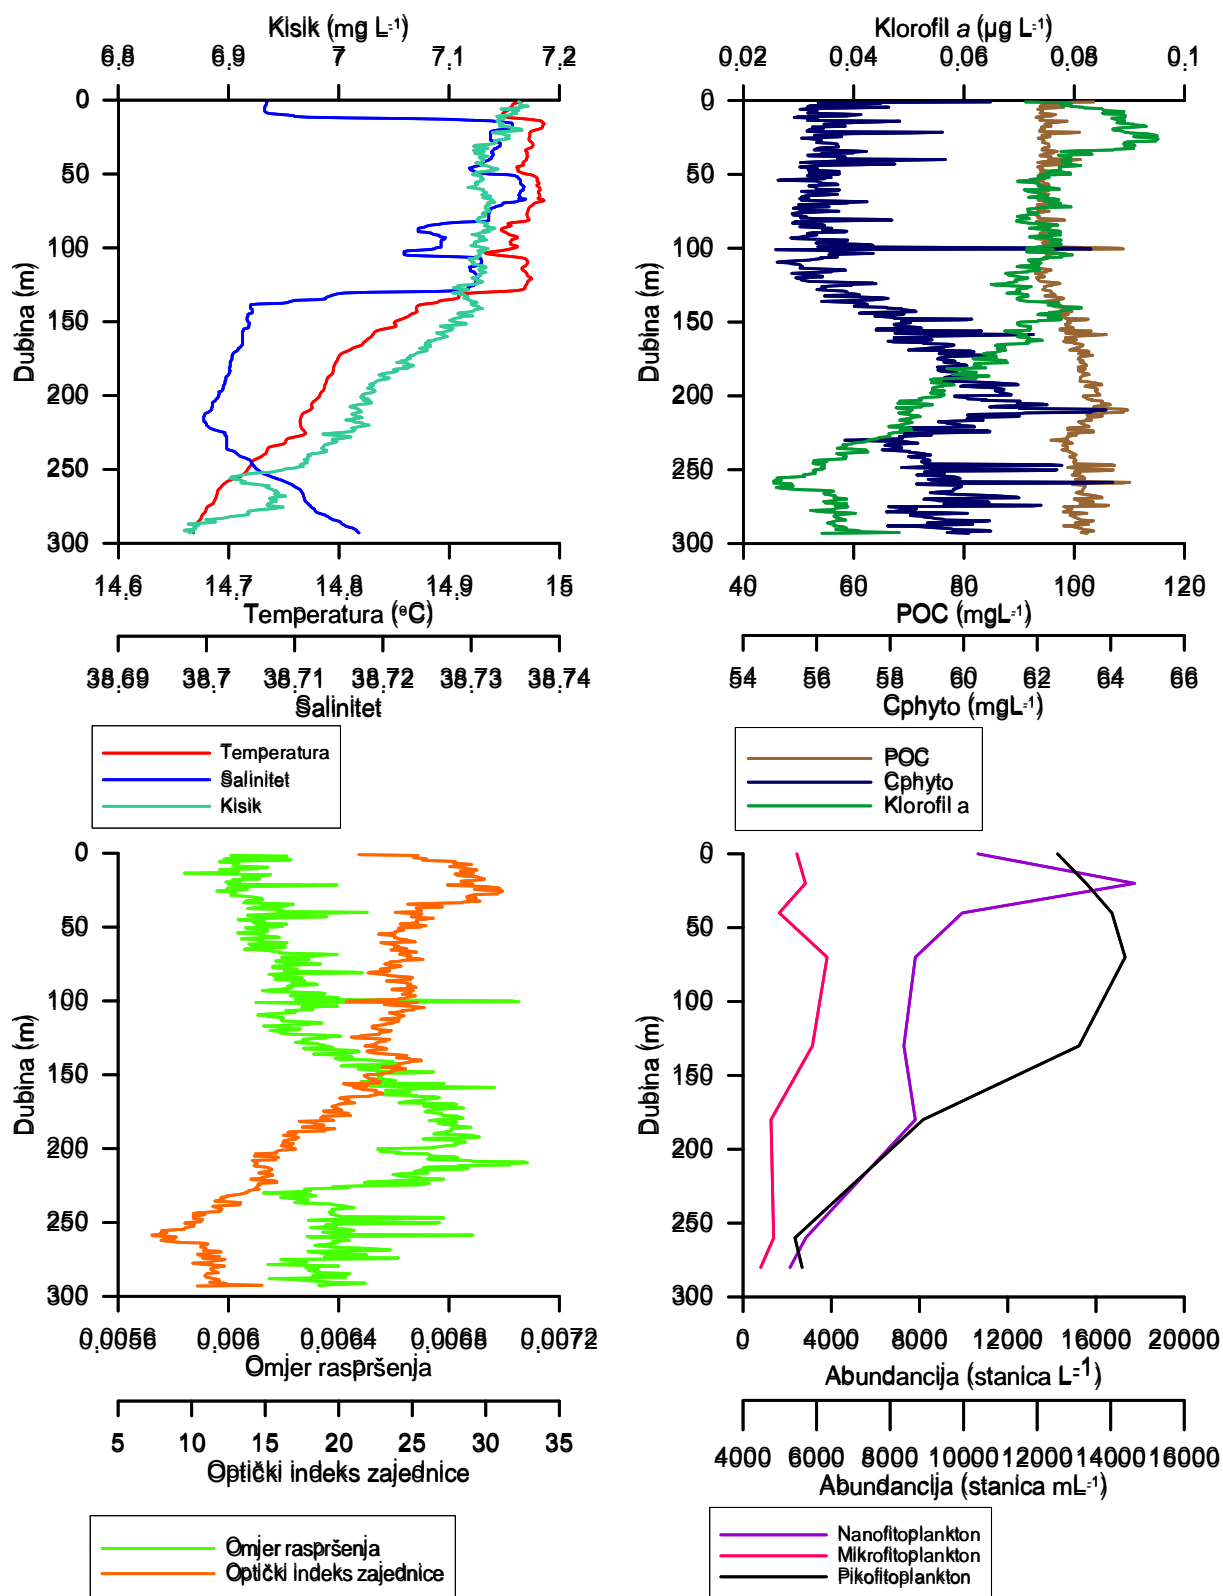 Kisik (mg L-1)
6.8 6.9 7 7.1 7.2
0
50
100
150
200
250
300
Dubina (m)
14.6 14.7 14.8 14.9 15
Temperatura (°C)
38.69 38.7 38.71 38.72 38.73 38.74
Salinitet
Temperatura
Salinitet
Kisik
Klorofil a (µg L-1)
0.02 0.04 0.06 0.08 0.1
0
50
100
150
200
250
300
Dubina (m)
40 60 80 100 120
POC (mgL-1)
54 56 58 60 62 64 66
Cphyto (mgL-1)
POC
Cphyto
Klorofil a
0
50
100
150
200
250
300
Dubina (m)
0.0056 0.006 0.0064 0.0068 0.0072
Omjer raspršenja
5 10 15 20 25 30 35
Optički indeks zajednice
Omjer raspršenja
Optički indeks zajednice
0
50
100
150
200
250
300
Dubina (m)
0 4000 8000 12000 16000 20000
Abundancija (stanica L-1)
4000 6000 8000 10000 12000 14000 16000
Abundancija (stanica mL-1)
Nanofitoplankton
Mikrofitoplankton
Pikofitoplankton